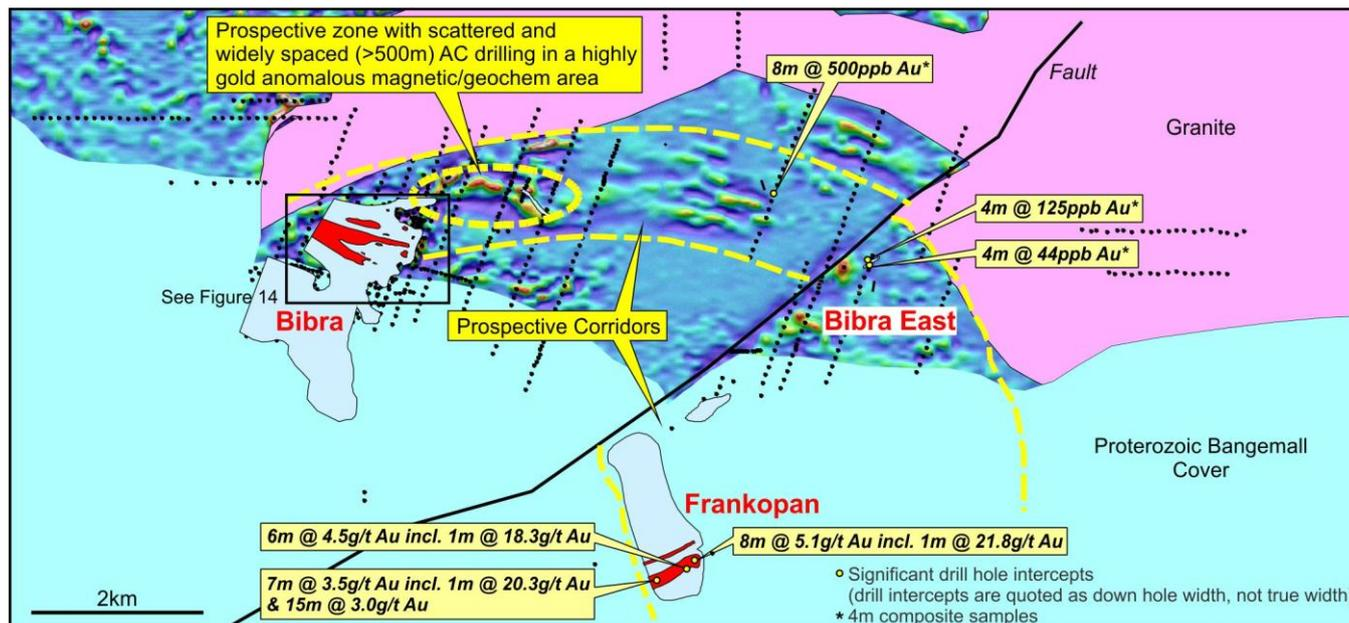 Prospective zone with scattered and
widely spaced (>500m) AC drilling in a highly
gold anomalous magnetic/geochem area
8m @ 500ppb Au*
Fault
Granite
4m @ 125ppb Au*
4m @ 44ppb Au*
See Figure 14
Bibra
Prospective Corridors
Bibra East
Proterozoic Bangemall
Cover
Frankopan
6m @ 4.5g/t Au incl. 1m @ 18.3g/t Au
8m @ 5.1g/t Au incl. 1m @ 21.8g/t Au
7m @ 3.5g/t Au incl. 1m @ 20.3g/t Au
& 15m @ 3.0g/t Au
2km
Significant drill hole intercepts
(drill intercepts are quoted as down hole width, not true width
* 4m composite samples